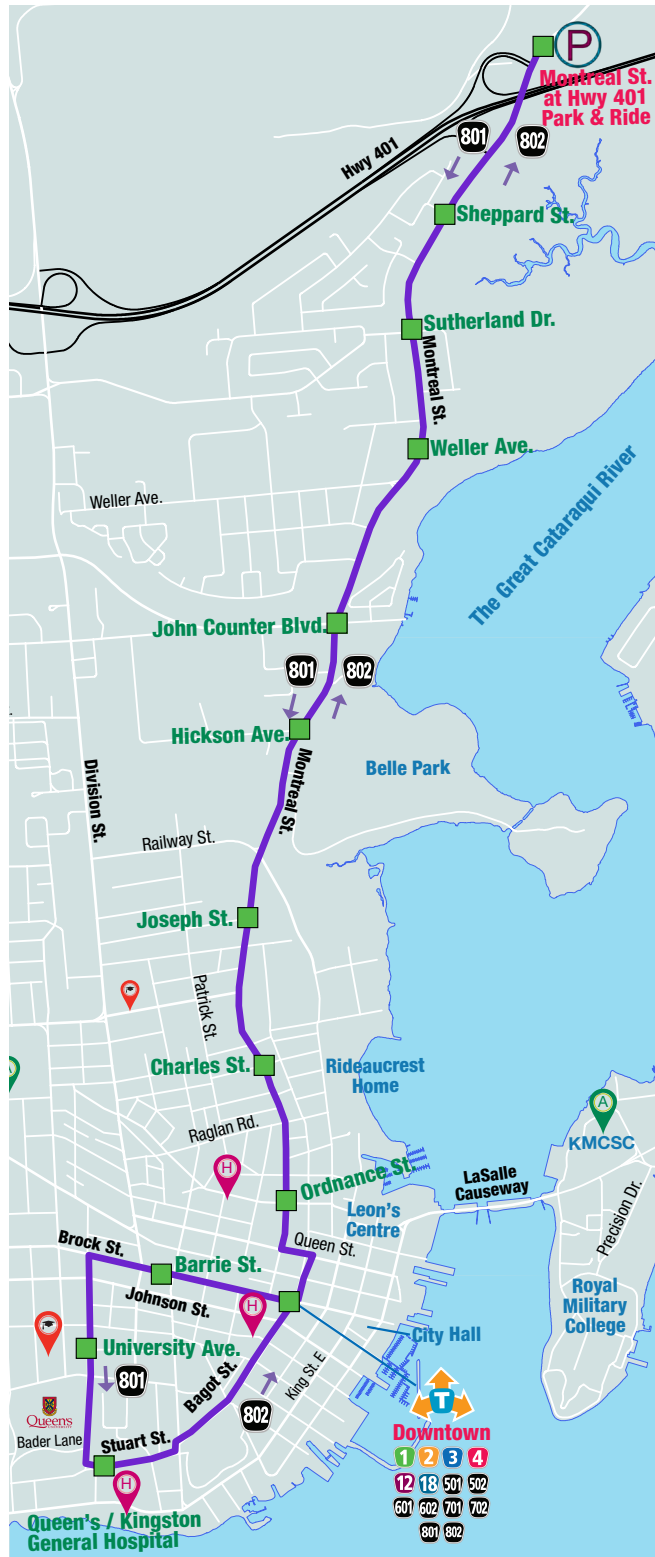 P
Montreal St.
at Hwy 401
Park & Ride
Hwy 401
801
802
Sheppard St.
Sutherland Dr.
Montreal St.
Weller Ave.
Weller Ave.
The Great Cataraqui River
John Counter Blvd.
801
802
Hickson Ave.
Division St.
Montreal St.
Belle Park
Railway St.
Joseph St.
Patrick St.
Charles St.
Rideaucrest
Home
A
KMCSC
Raglan Rd.
H
Ordnance St.
LaSalle
Causeway
Leon's
Centre
Precision Dr.
Queen St.
Brock St.
Barrie St.
Johnson St.
H
Royal
Military
College
City Hall
University Ave.
King St. E
801
Bagot St.
802
Queen's
UNIVERSITY
Bader Lane
Stuart St.
T
Downtown
1 2 3 4
12 18 501 502
601 602 701 702
801 802
H
Queen's / Kingston
General Hospital